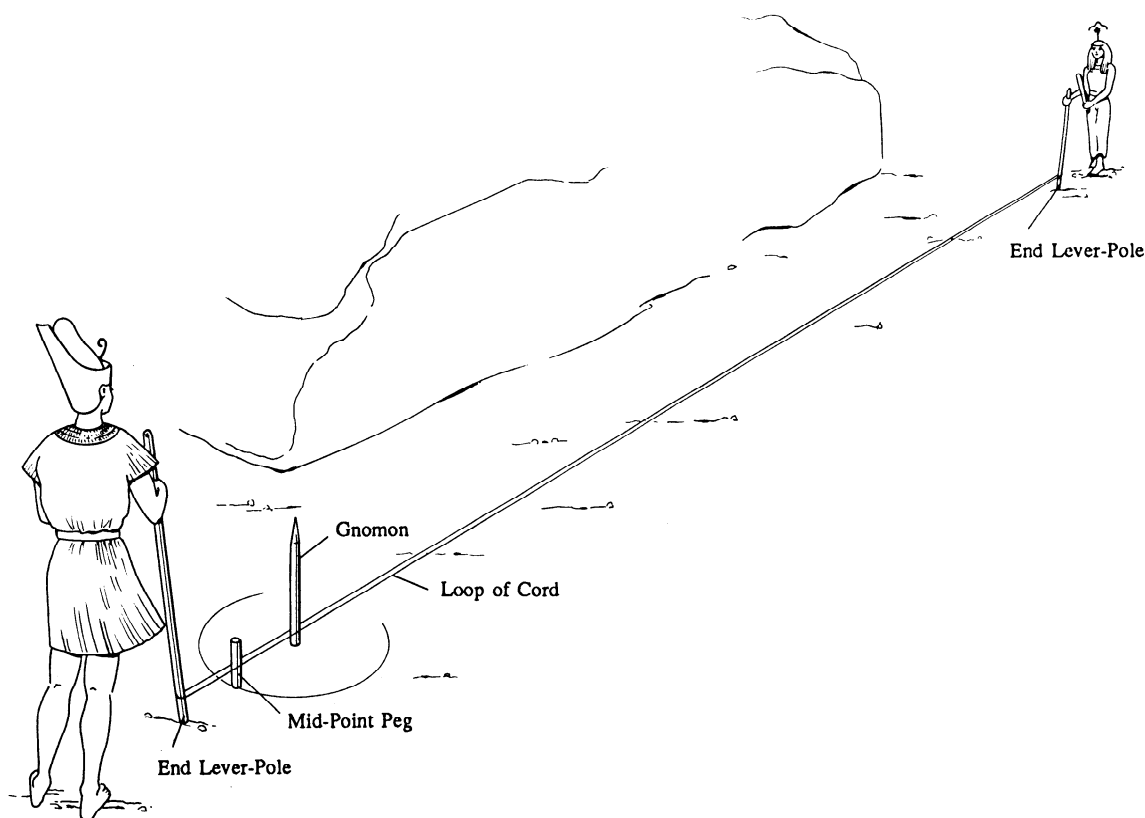 End Lever-Pole
Gnomon
Loop of Cord
Mid-Point Peg
End Lever-Pole